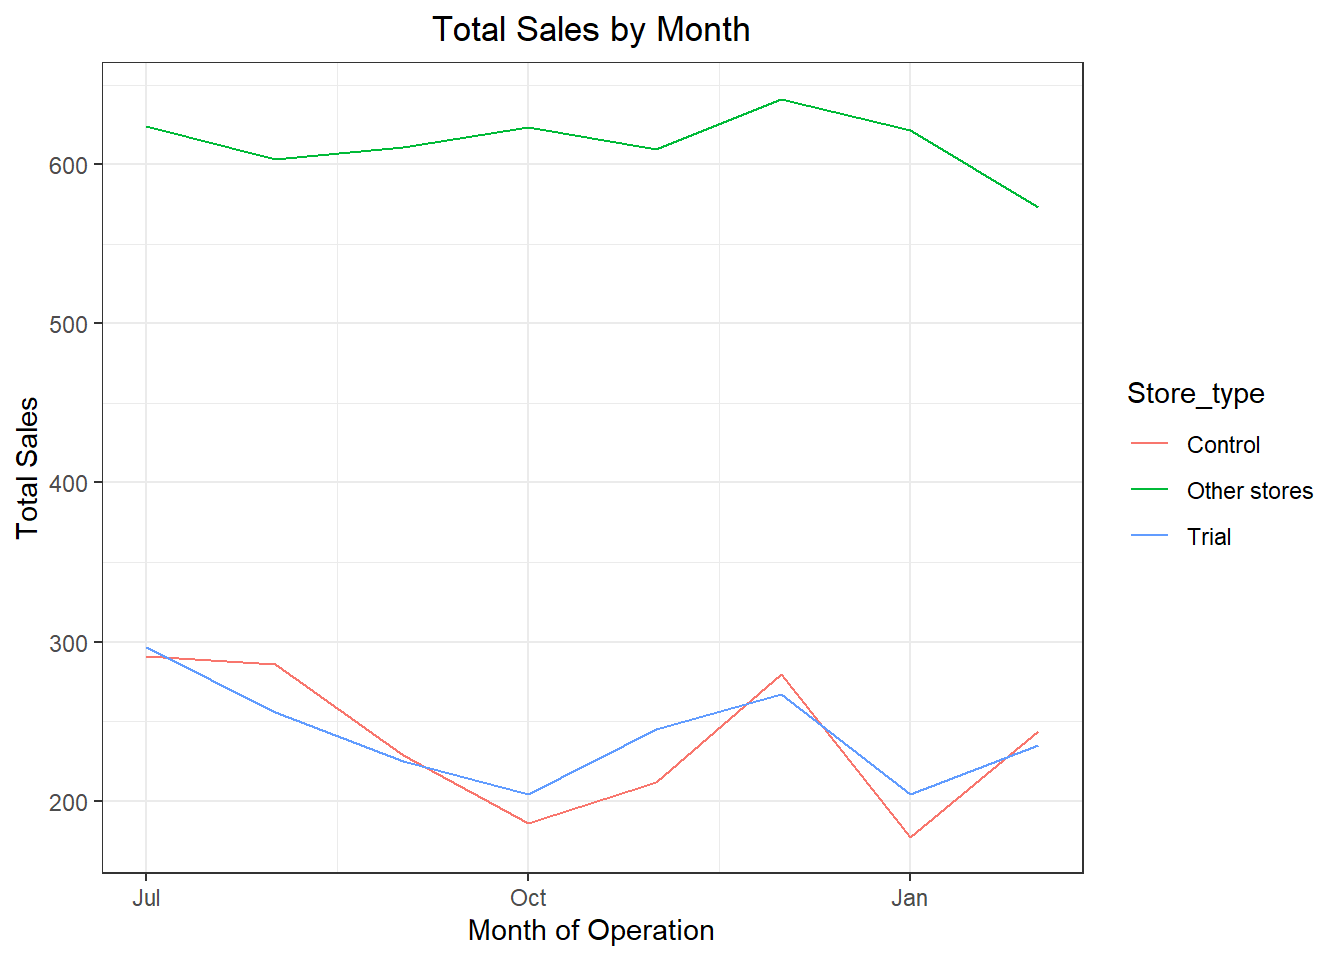 Total Sales by Month
Total Sales
600
500
400
300
200
Jul
Oct
Jan
Month of Operation
Store_type
Control
Other stores
Trial